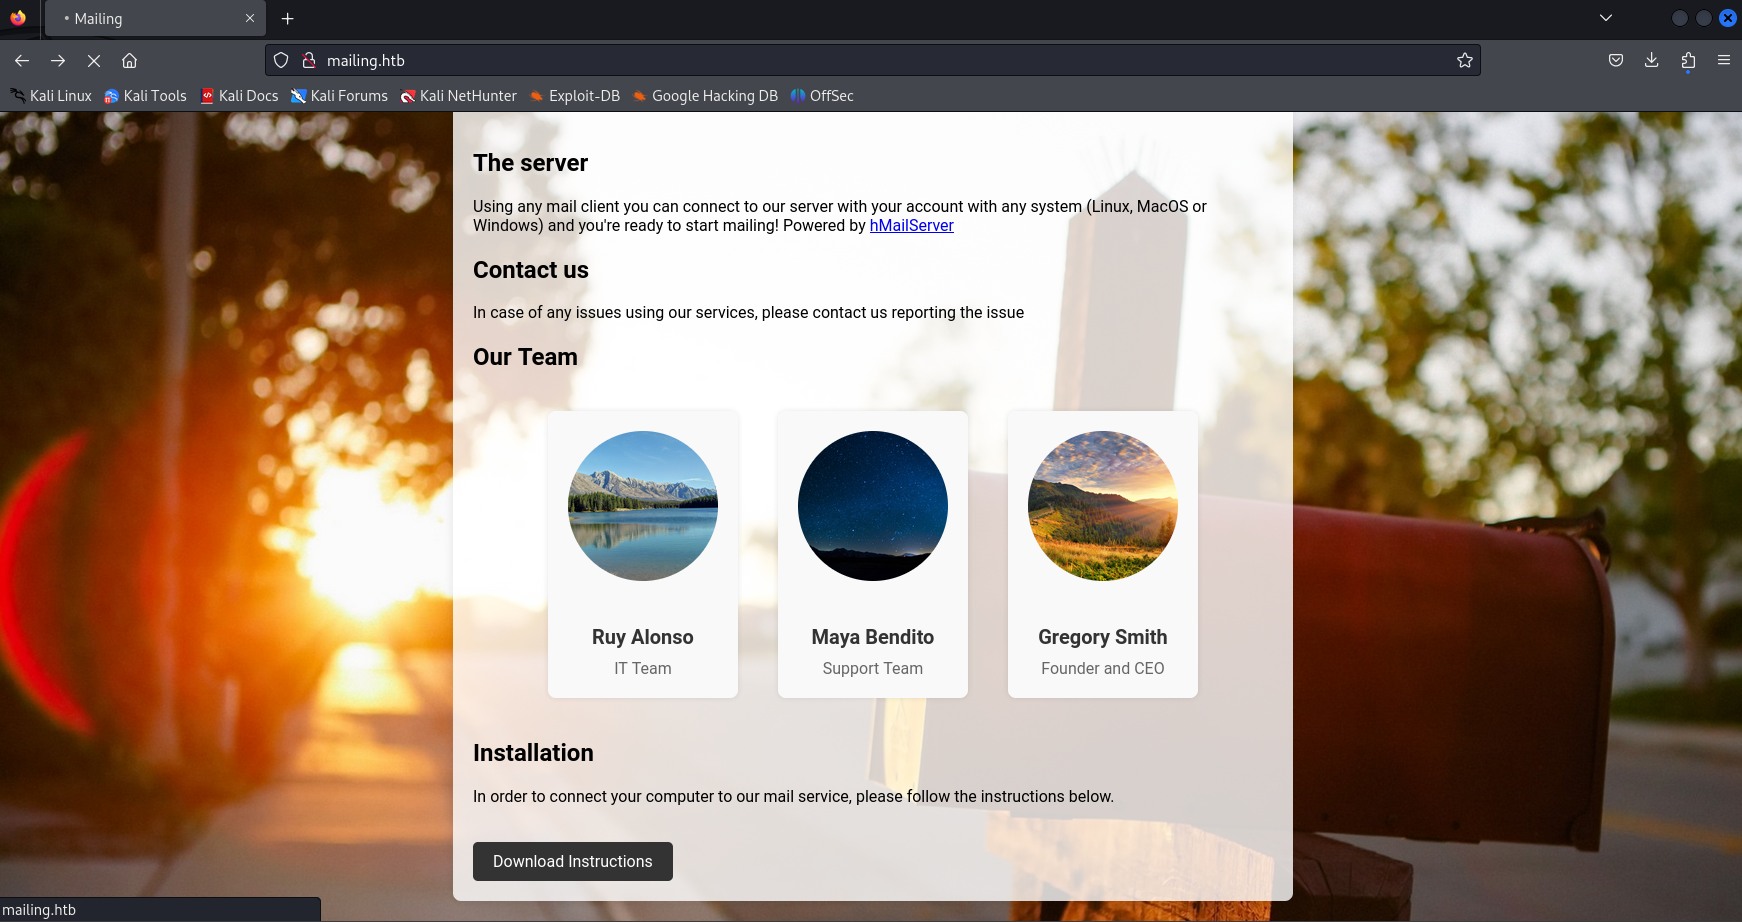 Mailing
mailing.htb
Kali Linux Kali Tools Kali Docs Kali Forums Kali NetHunter Exploit-DB Google Hacking DB OffSec
The server
Using any mail client you can connect to our server with your account with any system (Linux, MacOS or
Windows) and you're ready to start mailing! Powered by hMailServer
Contact us
In case of any issues using our services, please contact us reporting the issue
Our Team
Ruy Alonso
IT Team
Maya Bendito
Support Team
Gregory Smith
Founder and CEO
Installation
In order to connect your computer to our mail service, please follow the instructions below.
Download Instructions
mailing.htb